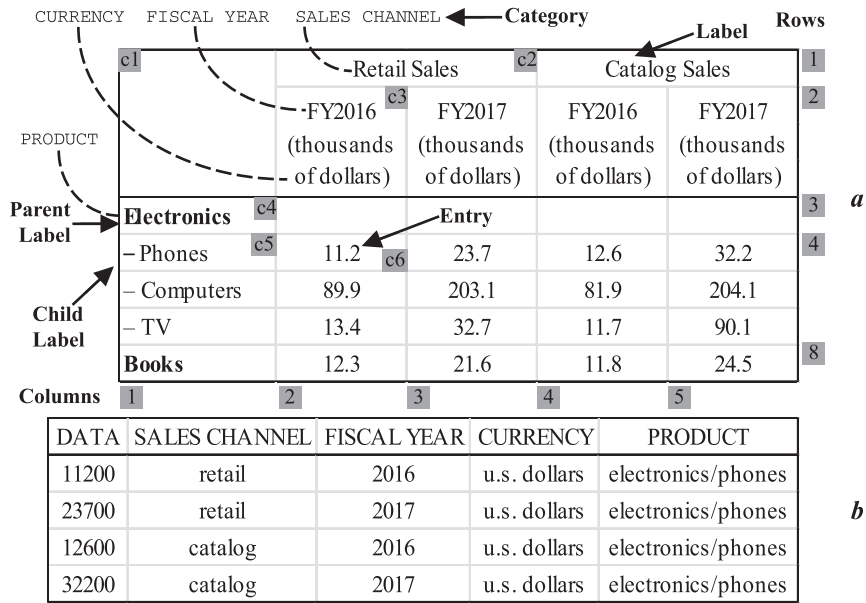 CURRENCY FISCAL YEAR SALES CHANNEL Category Rows
Label
c1 Retail Sales c2 Catalog Sales 1
c3 2
FY2016 FY2017 FY2016 FY2017
(thousands (thousands (thousands (thousands
of dollars) of dollars) of dollars) of dollars)
PRODUCT
Parent
Label
Electronics c4 Entry 3 a
– Phones c5 11.2 c6 23.7 12.6 32.2 4
Child
Label
– Computers 89.9 203.1 81.9 204.1
– TV 13.4 32.7 11.7 90.1
Books 12.3 21.6 11.8 24.5 8
Columns 1 2 3 4 5
DATA SALES CHANNEL FISCAL YEAR CURRENCY PRODUCT
11200 retail 2016 u.s. dollars electronics/phones
23700 retail 2017 u.s. dollars electronics/phones b
12600 catalog 2016 u.s. dollars electronics/phones
32200 catalog 2017 u.s. dollars electronics/phones